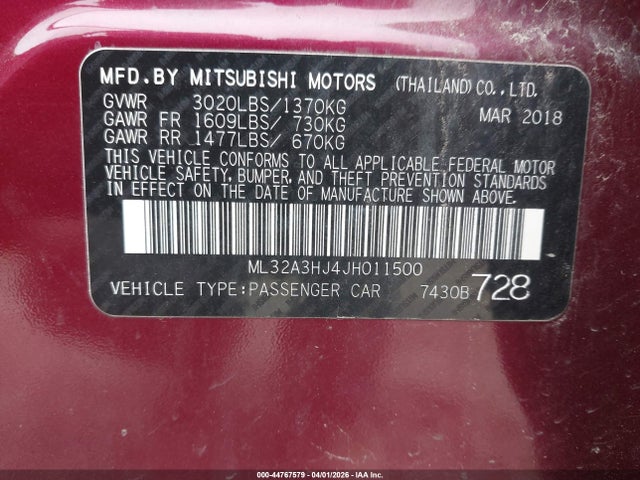 MFD.BY MITSUBISHI MOTORS (THAILAND)CO.,LTD.
GVWR 3020LBS/1370KG MAR 2018
GAWR FR 1609LBS/ 730KG
GAWR RR 1477LBS/ 670KG
THIS VEHICLE CONFORMS TO ALL APPLICABLE FEDERAL MOTOR
VEHICLE SAFETY, BUMPER, AND THEFT PREVENTION STANDARDS
IN EFFECT ON THE DATE OF MANUFACTURE SHOWN ABOVE.
ML32A3HJ4JH011500
VEHICLE TYPE:PASSENGER CAR 7430B 728
000-44767579 04/01/2026 IAA Inc.